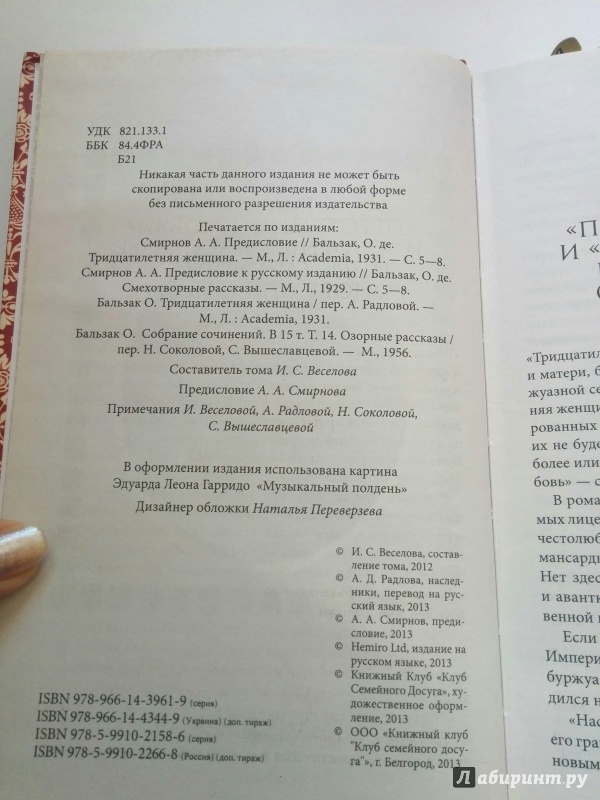 УДК 821.133.1
ББК 84.4ФРА
Б21
Никакая часть данного издания не может быть
скопирована или воспроизведена в любой форме
без письменного разрешения издательства
Печатается по изданиям:
Смирнов А. А. Предисловие // Бальзак, О. де.
Тридцатилетняя женщина. — М., Л. : Academia, 1931. — С. 5—8.
Смирнов А. А. Предисловие к русскому изданию // Бальзак, О. де.
Смехотворные рассказы. — М., Л., 1929. — С. 5—8.
Бальзак О. Тридцатилетняя женщина / пер. А. Радловой. —
М., Л. : Academia, 1931.
Бальзак О. Собрание сочинений. В 15 т. Т. 14. Озорные рассказы /
пер. Н. Соколовой, С. Вышеславцевой. — М., 1956.
Составитель тома И. С. Веселова
Предисловие А. А. Смирнова
Примечания И. Веселовой, А. Радловой, Н. Соколовой,
С. Вышеславцевой
В оформлении издания использована картина
Эдуарда Леона Гарридо «Музыкальный полдень»
Дизайнер обложки Наталья Переверзева
© И. С. Веселова, состав-
ление тома, 2012
© А. Д. Радлова, наслед-
ники, перевод на рус-
ский язык, 2013
© А. А. Смирнов, преди-
словие, 2013
© Hemiro Ltd, издание на
русском языке, 2013
© Книжный Клуб «Клуб
Семейного Досуга», ху-
дожественное оформ-
ление, 2013
© ООО «Книжный клуб
"Клуб семейного досу-
га"», г. Белгород, 2013
ISBN 978-966-14-3961-9 (серия)
ISBN 978-966-14-4344-9 (Украина) (доп. тираж)
ISBN 978-5-9910-2158-6 (серия)
ISBN 978-5-9910-2266-8 (Россия) (доп. тираж)
«П
И «
«Тридцатил
и матери, б
жуазной се
няя женщи
рованных
их не буде
более или
бовь» — с
В рома
мых лице
честолюб
мансарды
Нет здес
и авантю
венной
Если
Импери
буржуа
дился н
«Нас
его гра
новым
Лабиринт.ру